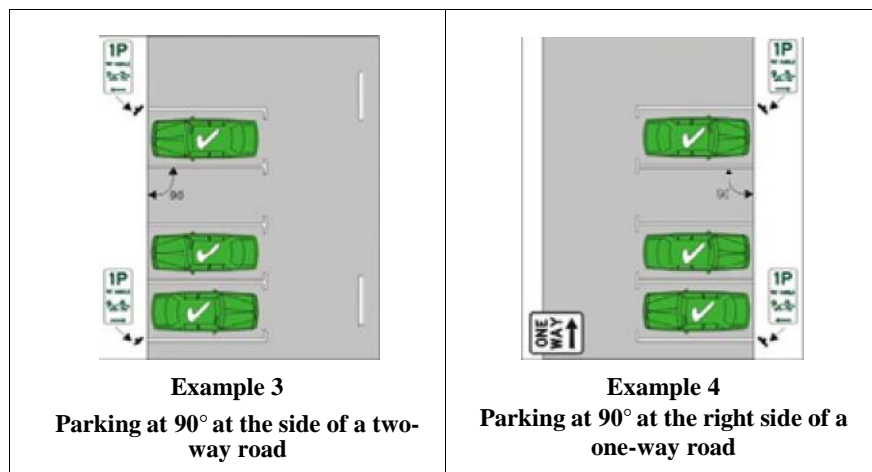 1P
90
1P
Example 3
Parking at 90° at the side of a two-
way road
1P
90
1P
ONE
WAY
Example 4
Parking at 90° at the right side of a
one-way road